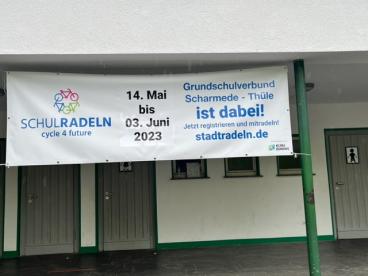 SCHULRADELN
cycle 4 future
14. Mai
bis
03. Juni
2023
Grundschulverbund
Scharmede - Thüle
ist dabei!
Jetzt registrieren und mitradeln!
stadtradeln.de